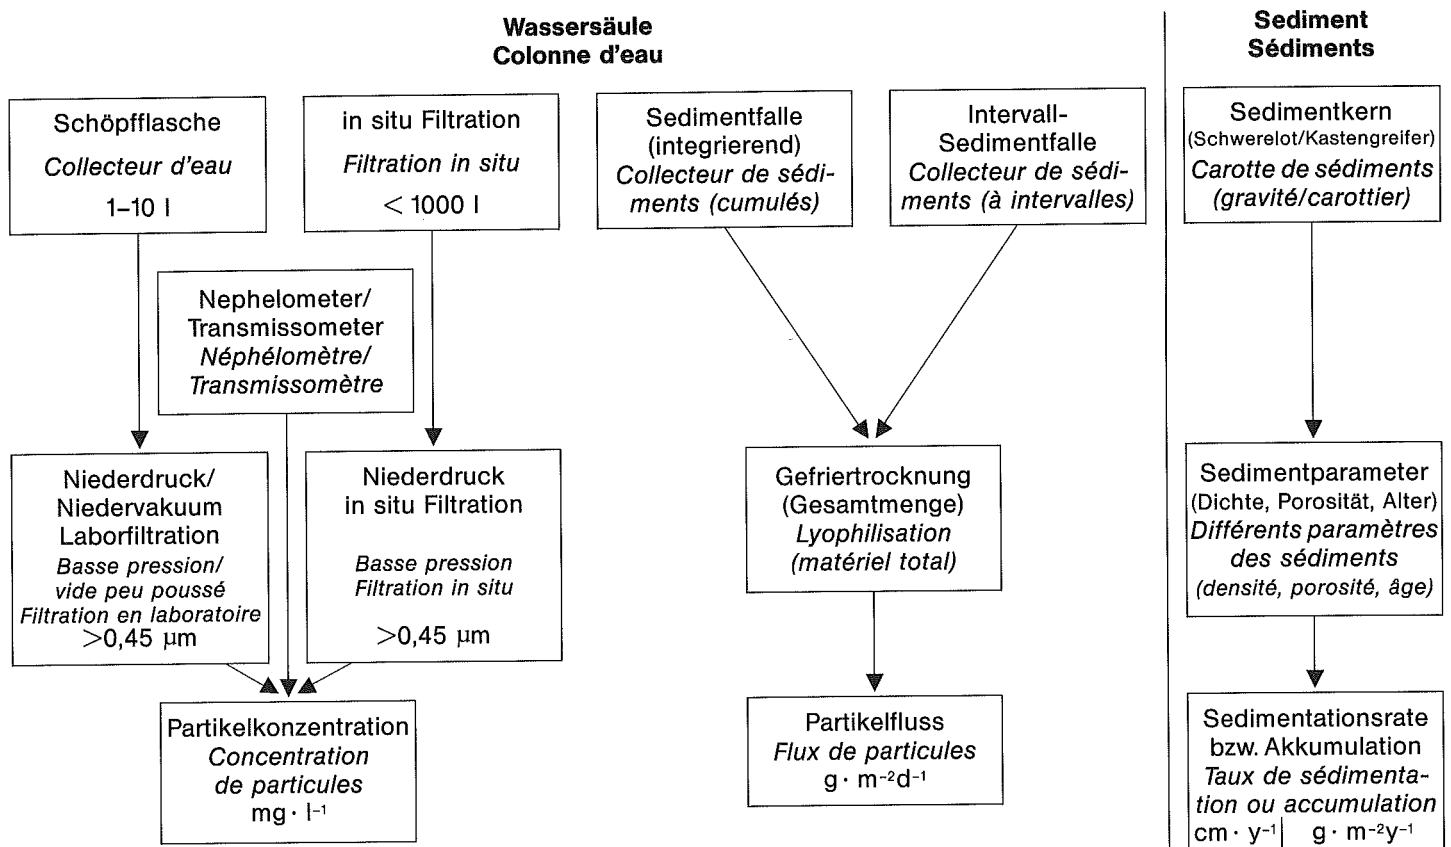 Wassersäule
Colonne d'eau
Sediment
Sédiments
Schöpfflasche
Collecteur d'eau
1–10 l
in situ Filtration
Filtration in situ
< 1000 l
Sedimentfalle
(integrierend)
Collecteur de sédi-
ments (cumulés)
Intervall-
Sedimentfalle
Collecteur de sédi-
ments (à intervalles)
Sedimentkern
(Schwerelot/Kastengreifer)
Carotte de sédiments
(gravité/carottier)
Nephelometer/
Transmissometer
Néphélomètre/
Transmissomètre
Niederdruck/
Niedervakuum
Laborfiltration
Basse pression/
vide peu poussé
Filtration en laboratoire
>0,45 µm
Niederdruck
in situ Filtration
Basse pression
Filtration in situ
>0,45 µm
Gefriertrocknung
(Gesamtmenge)
Lyophilisation
(matériel total)
Sedimentparameter
(Dichte, Porosität, Alter)
Différents paramètres
des sédiments
(densité, porosité, âge)
Partikelkonzentration
Concentration
de particules
mg · l⁻¹
Partikelfluss
Flux de particules
g · m⁻²d⁻¹
Sedimentationsrate
bzw. Akkumulation
Taux de sédimenta-
tion ou accumulation
cm · y⁻¹ | g · m⁻²y⁻¹